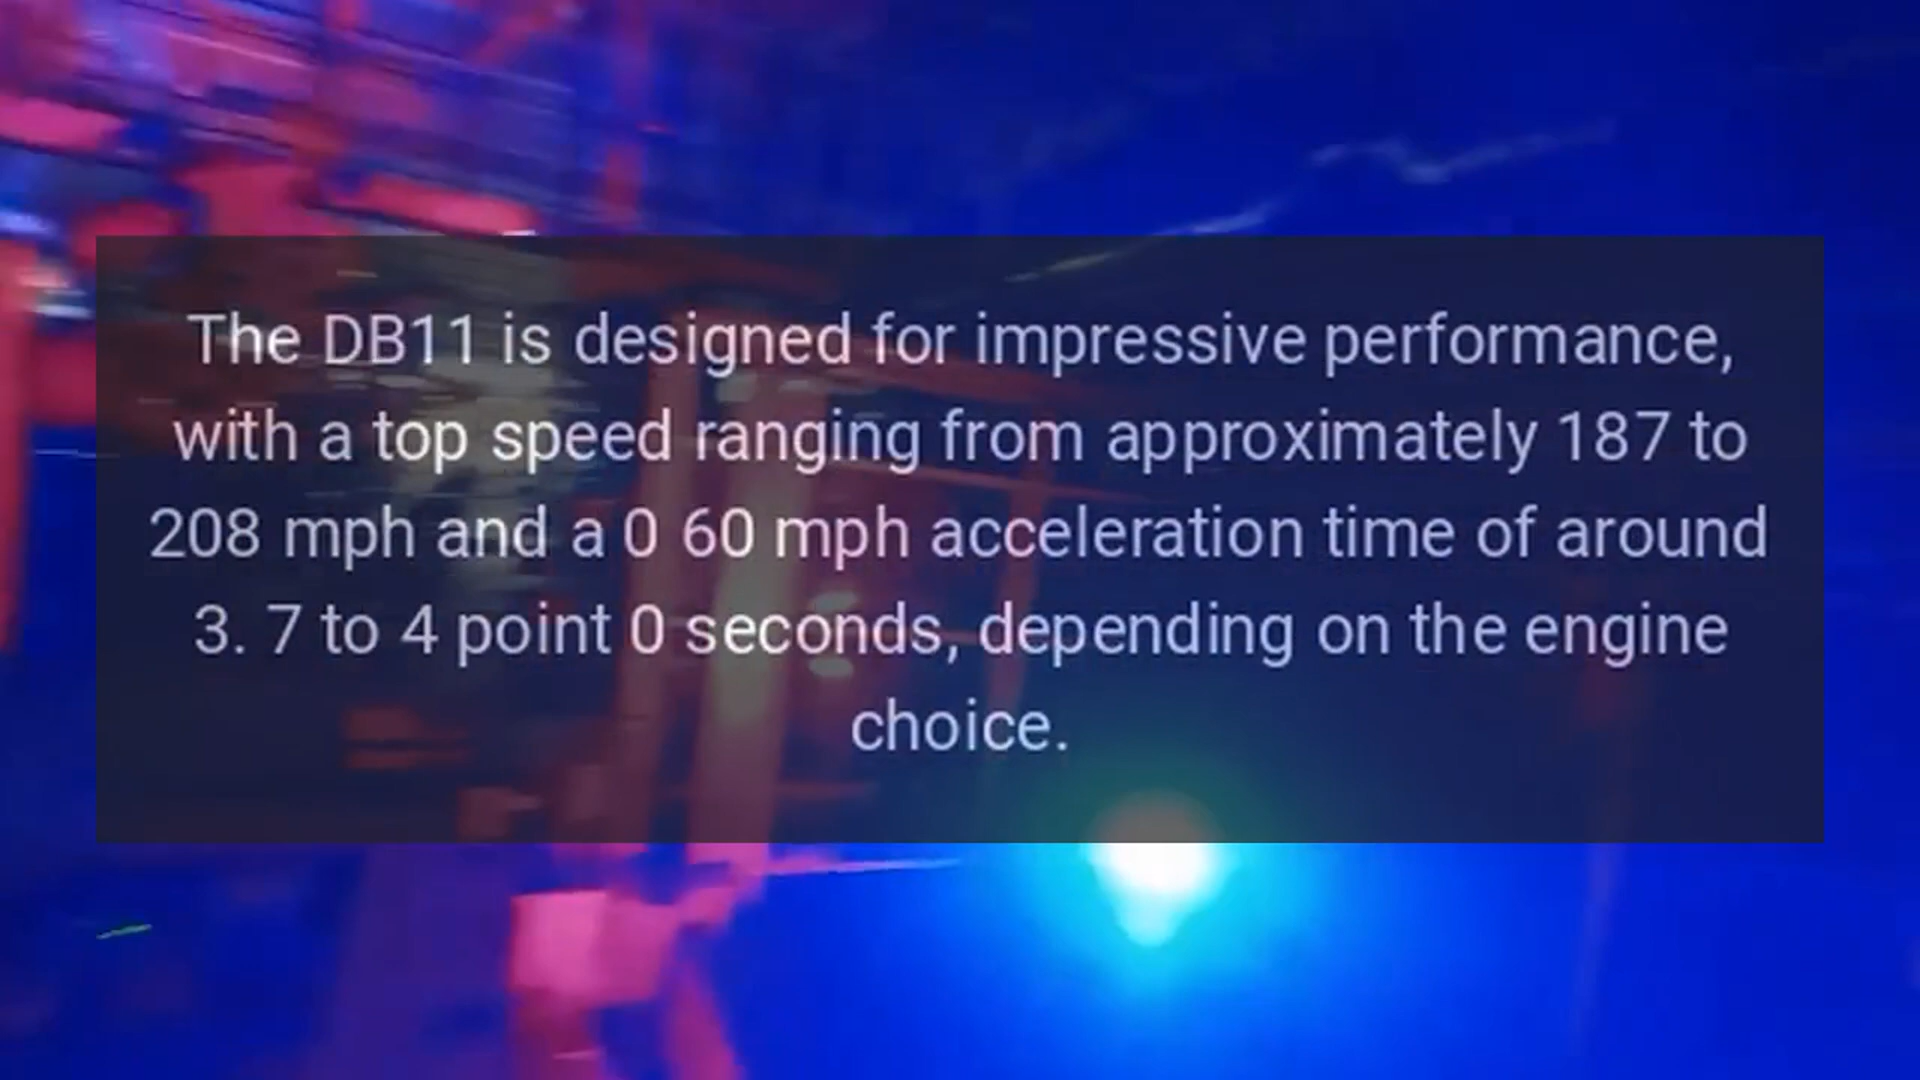 The DB11 is designed for impressive performance,
with a top speed ranging from approximately 187 to
208 mph and a 0 60 mph acceleration time of around
3. 7 to 4 point 0 seconds, depending on the engine
choice.